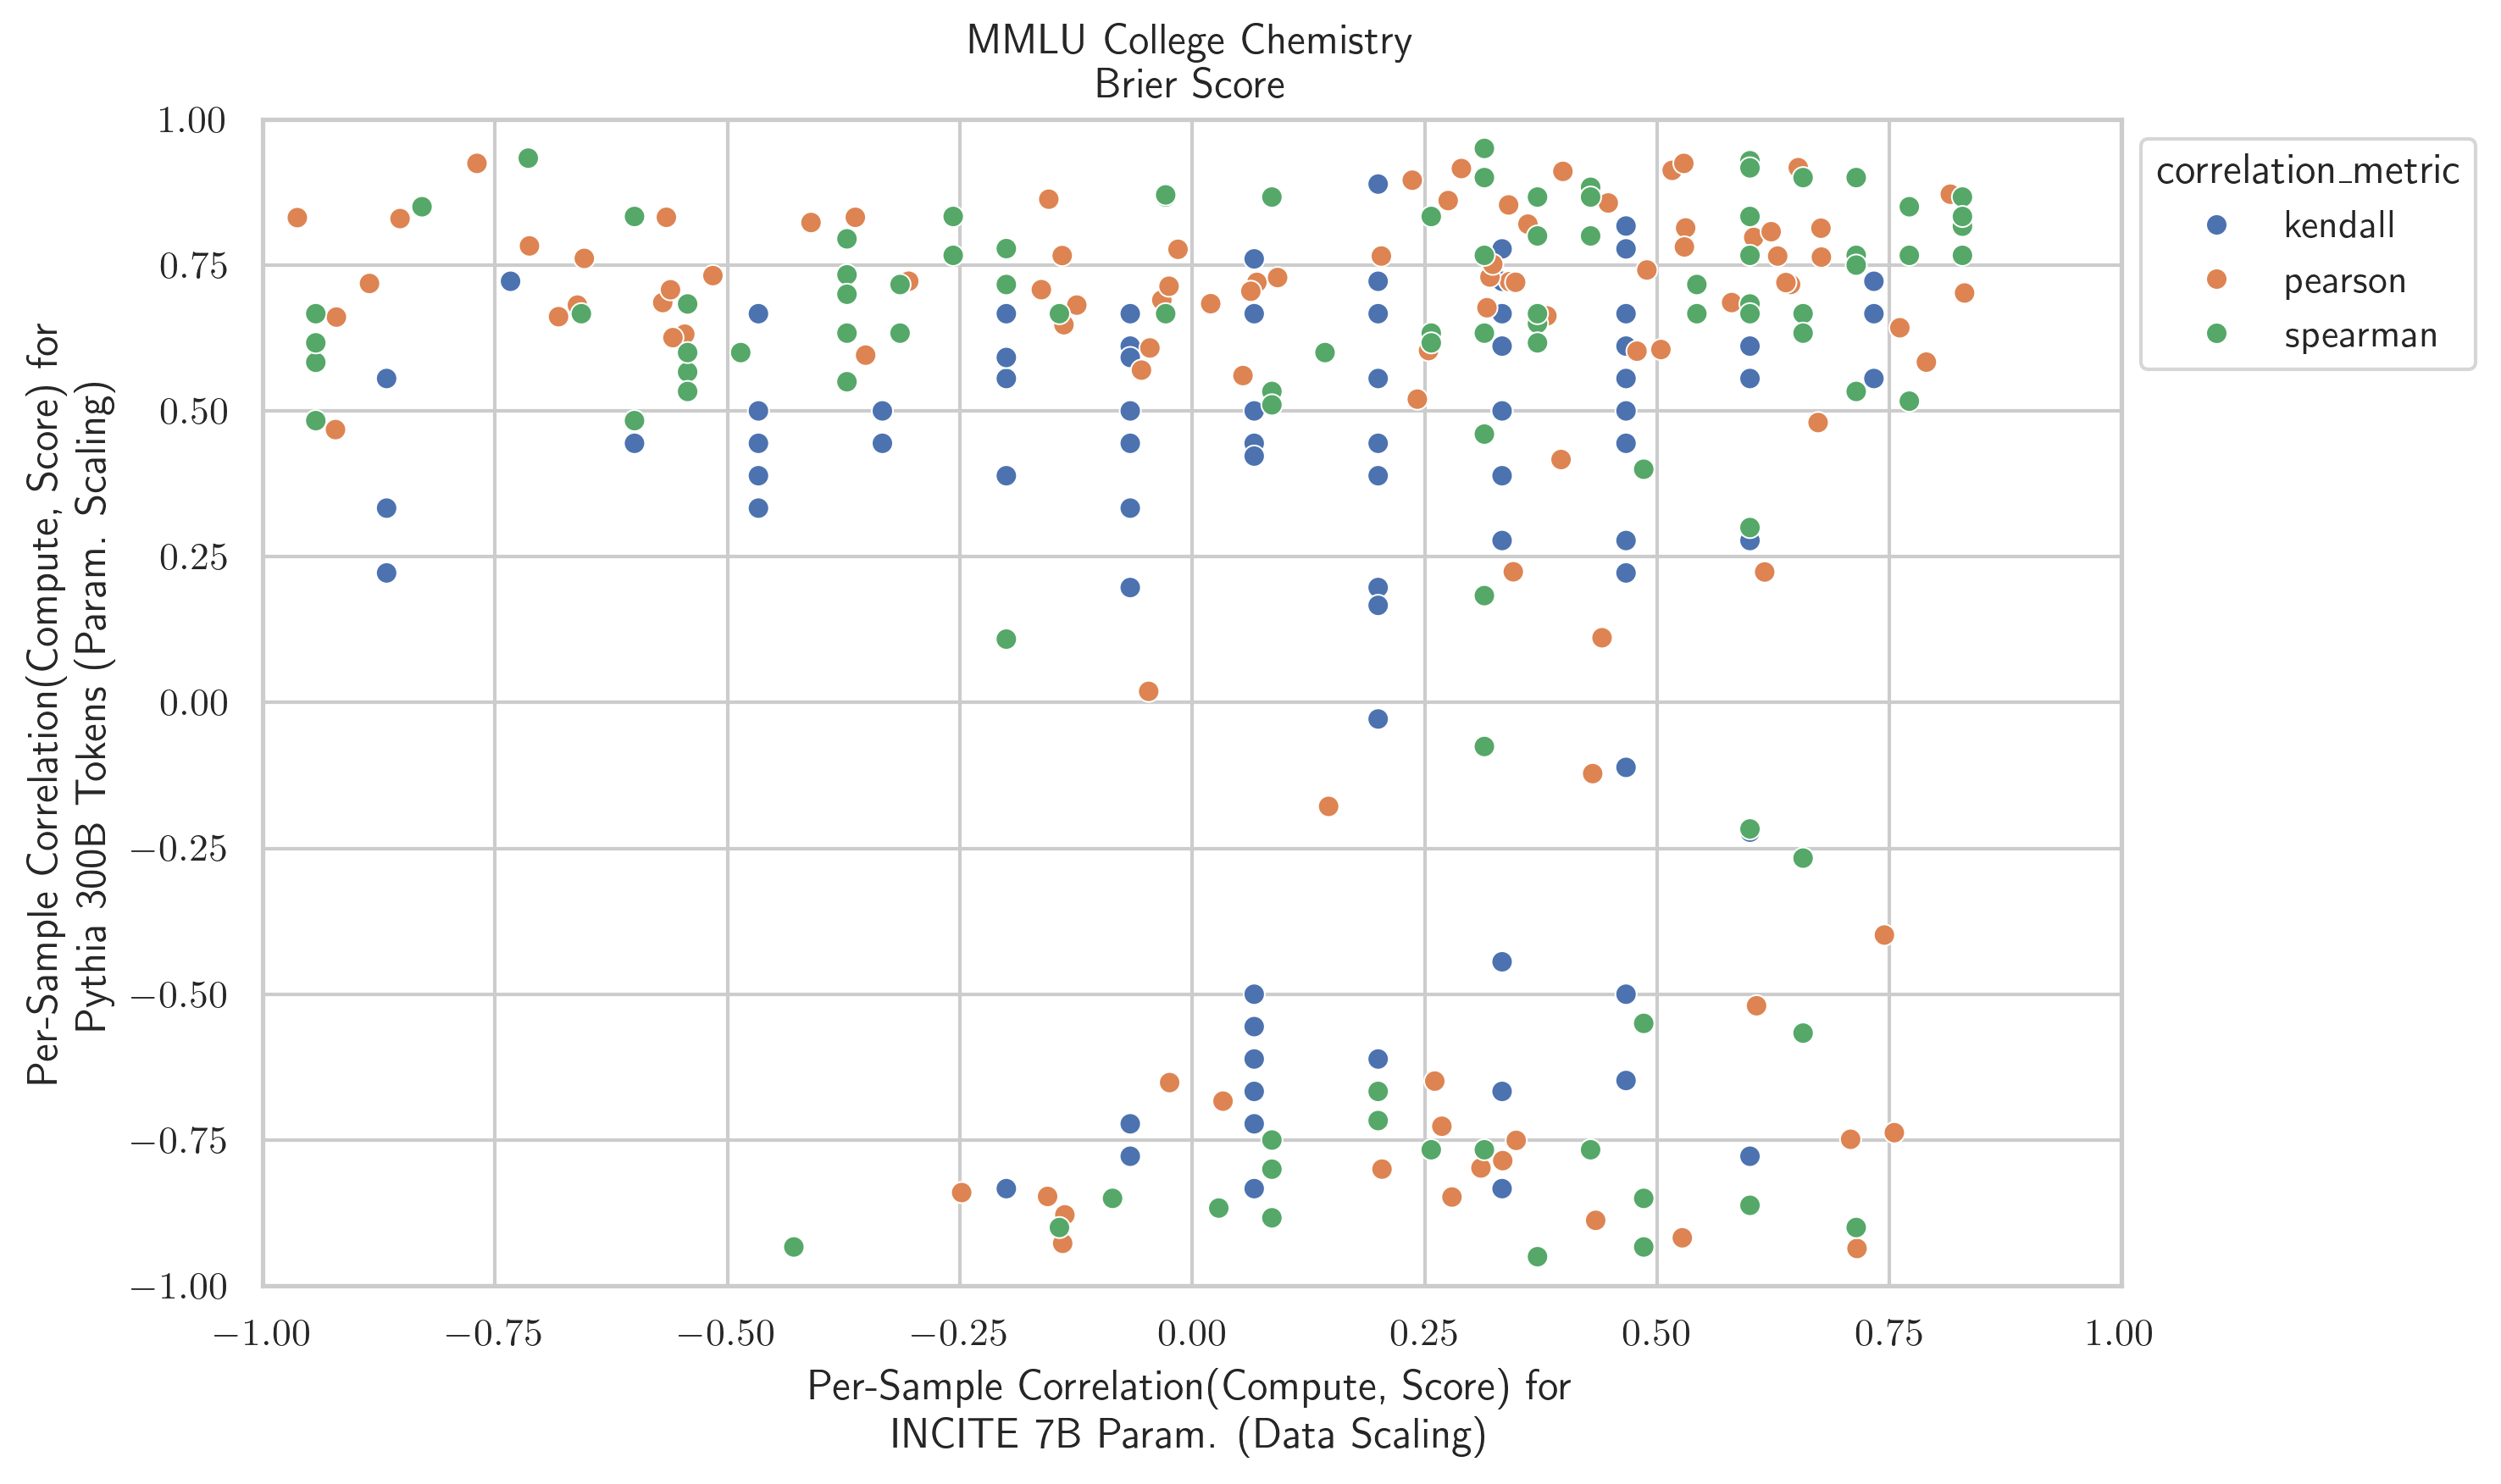 MMLU College Chemistry
Brier Score
Per-Sample Correlation(Compute, Score) for
Pythia 300B Tokens (Param. Scaling)
1.00
0.75
0.50
0.25
0.00
−0.25
−0.50
−0.75
−1.00
−1.00 −0.75 −0.50 −0.25 0.00 0.25 0.50 0.75 1.00
Per-Sample Correlation(Compute, Score) for
INCITE 7B Param. (Data Scaling)
correlation_metric
kendall
pearson
spearman